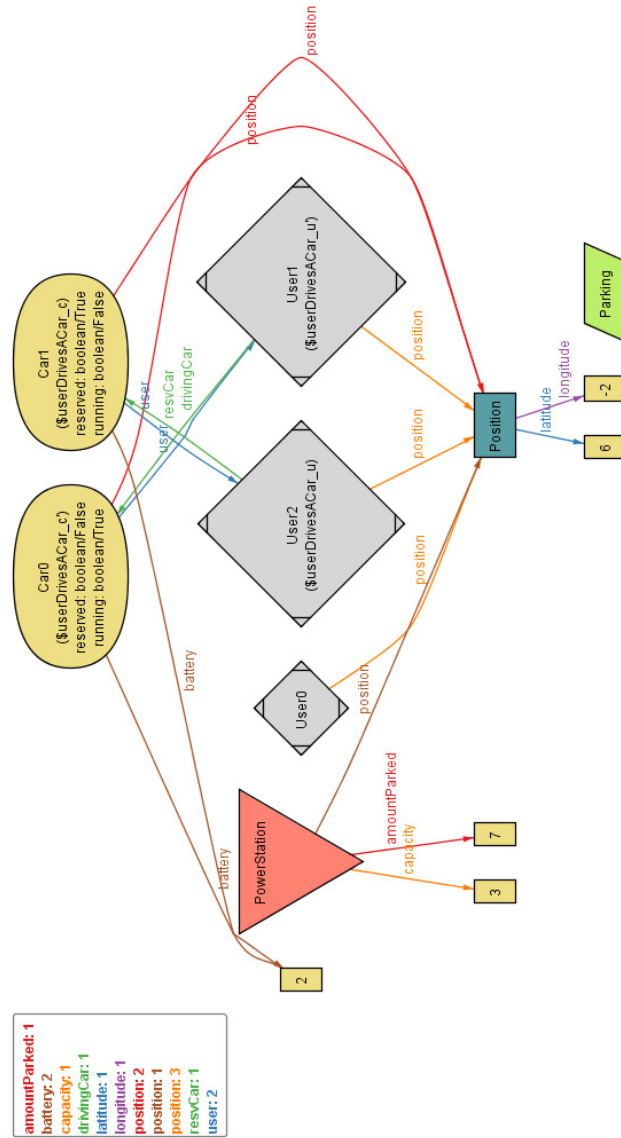 amountParked: 1
battery: 2
capacity: 1
drivingCar: 1
latitude: 1
longitude: 1
position: 2
position: 1
position: 3
resvCar: 1
user: 2
Car0
($userDrivesACar_c')
reserved: boolean/False
running: boolean/True
Car1
($userDrivesACar_c)
reserved: boolean/True
running: boolean/False
position
position
user
user
resvCar
drivingCar
battery
battery
PowerStation
User0
User2
($userDrivesACar_u)
User1
($userDrivesACar_u')
position
position
position
position
amountParked
capacity
Position
latitude
longitude
2
3
7
6
-2
Parking